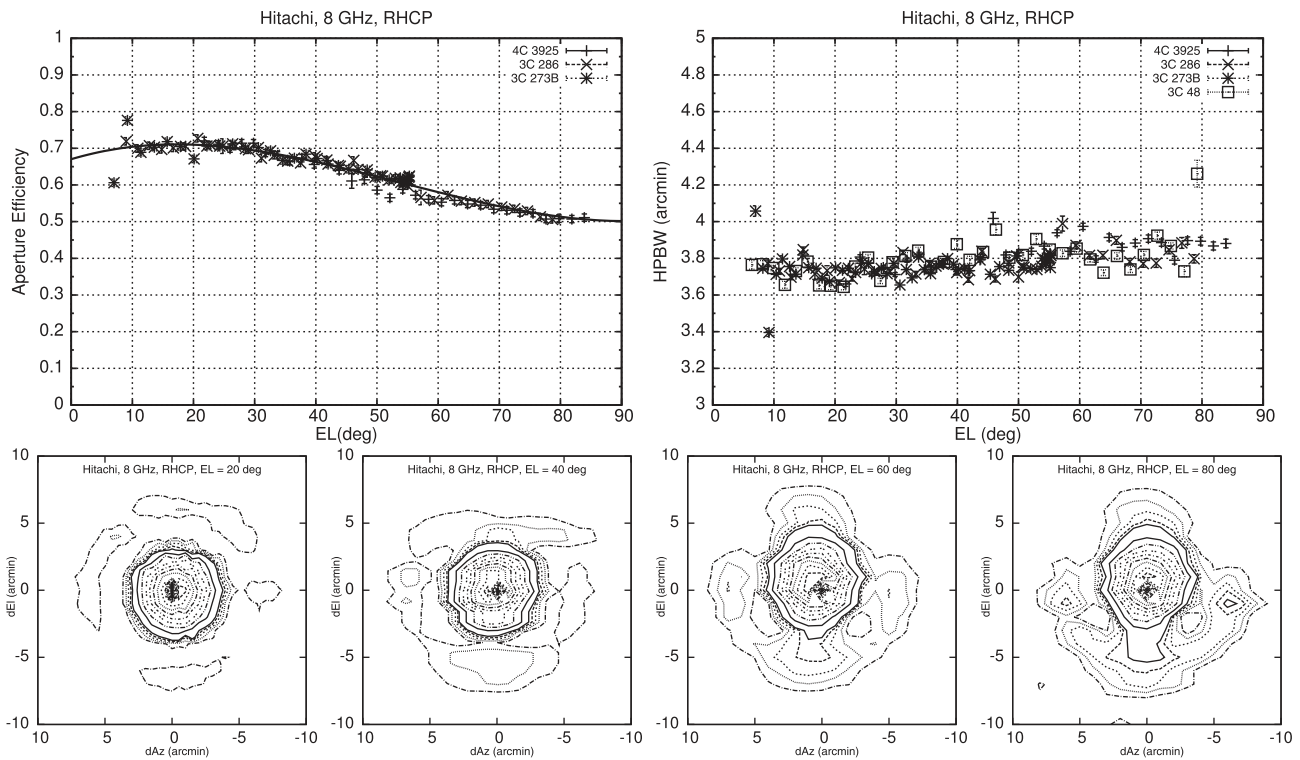 Hitachi, 8 GHz, RHCP
4C 3925
3C 286
3C 273B
1
0.9
0.8
0.7
0.6
0.5
0.4
0.3
0.2
0.1
0
Aperture Efficiency
0 10 20 30 40 50 60 70 80 90
EL(deg)
Hitachi, 8 GHz, RHCP
4C 3925
3C 286
3C 273B
3C 48
5
4.8
4.6
4.4
4.2
4
3.8
3.6
3.4
3.2
3
HPBW (arcmin)
0 10 20 30 40 50 60 70 80 90
EL (deg)
Hitachi, 8 GHz, RHCP, EL = 20 deg
10
5
0
-5
-10
dEl (arcmin)
10 5 0 -5 -10
dAz (arcmin)
Hitachi, 8 GHz, RHCP, EL = 40 deg
10
5
0
-5
-10
dEl (arcmin)
10 5 0 -5 -10
dAz (arcmin)
Hitachi, 8 GHz, RHCP, EL = 60 deg
10
5
0
-5
-10
dEl (arcmin)
10 5 0 -5 -10
dAz (arcmin)
Hitachi, 8 GHz, RHCP, EL = 80 deg
10
5
0
-5
-10
dEl (arcmin)
10 5 0 -5 -10
dAz (arcmin)